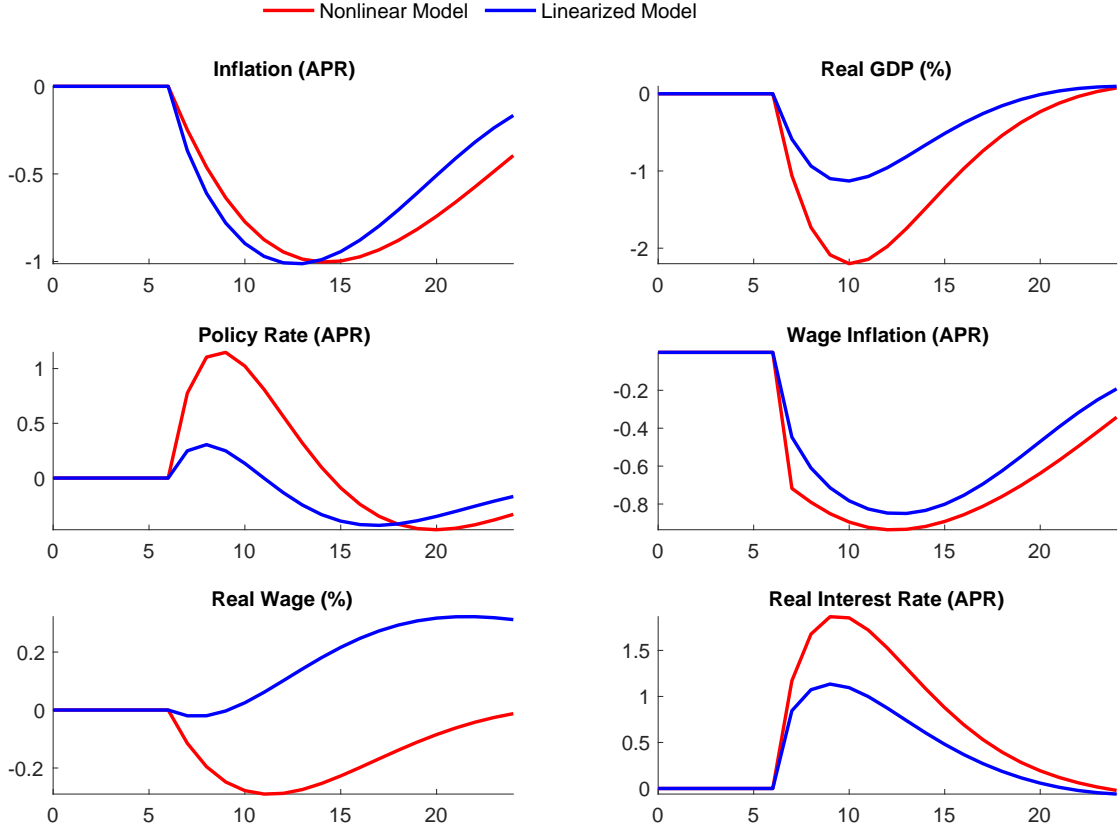 Nonlinear Model Linearized Model
Inflation (APR)
0
-0.5
-1
0 5 10 15 20
Real GDP (%)
0
-1
-2
0 5 10 15 20
Policy Rate (APR)
1
0.5
0
0 5 10 15 20
Wage Inflation (APR)
-0.2
-0.4
-0.6
-0.8
0 5 10 15 20
Real Wage (%)
0.2
0
-0.2
0 5 10 15 20
Real Interest Rate (APR)
1.5
1
0.5
0
0 5 10 15 20